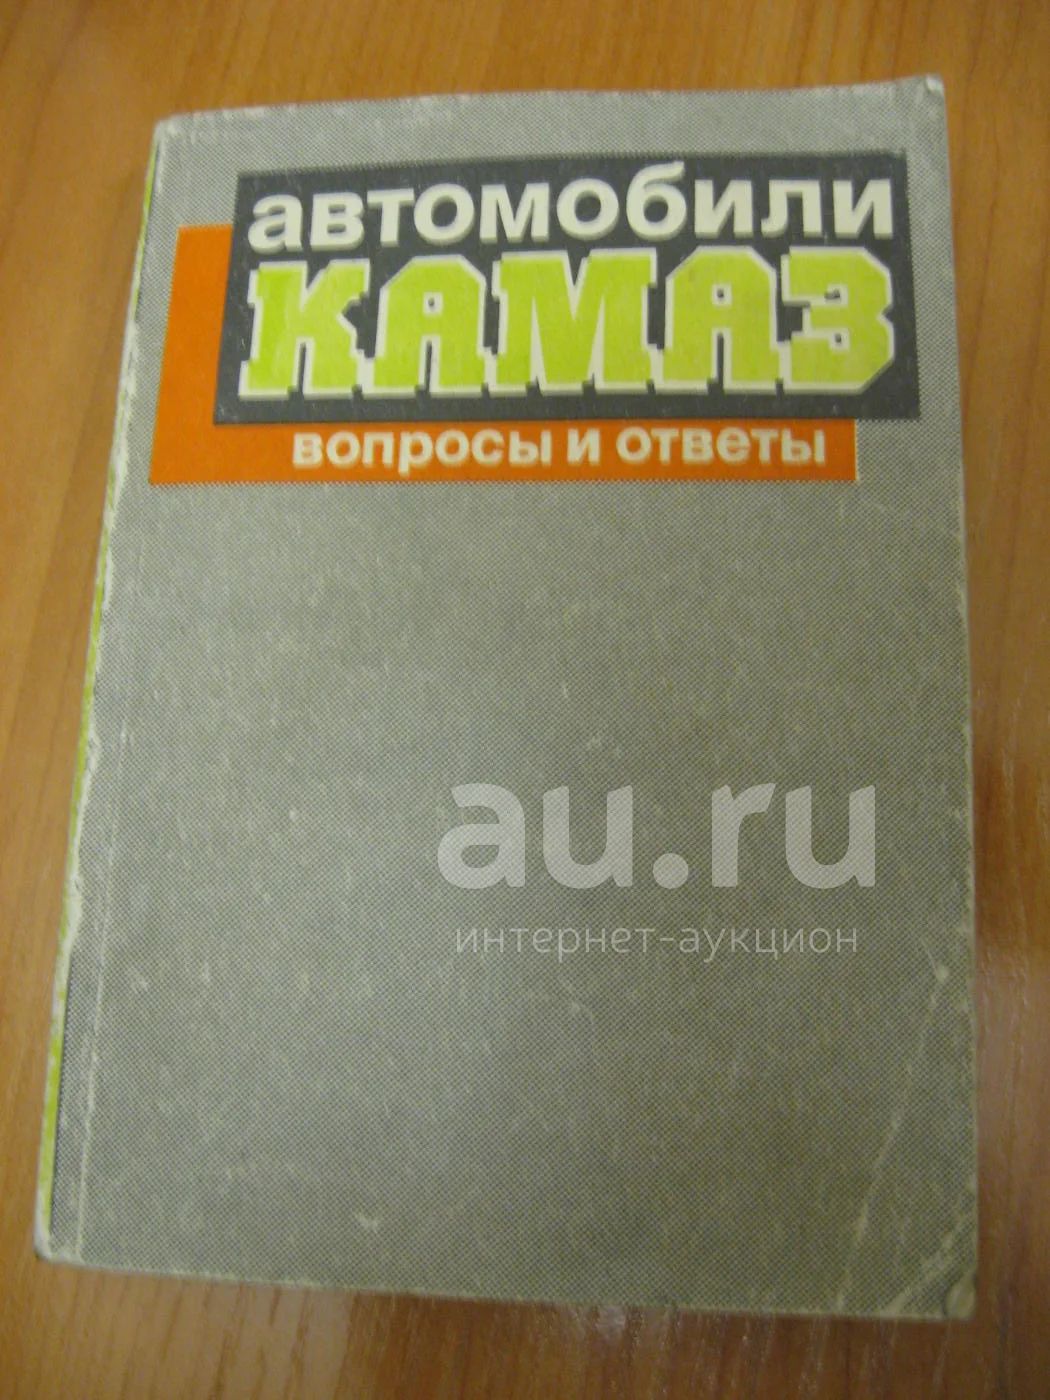 автомобили
КАМАЗ
вопросы и ответы
au.ru
интернет-аукцион